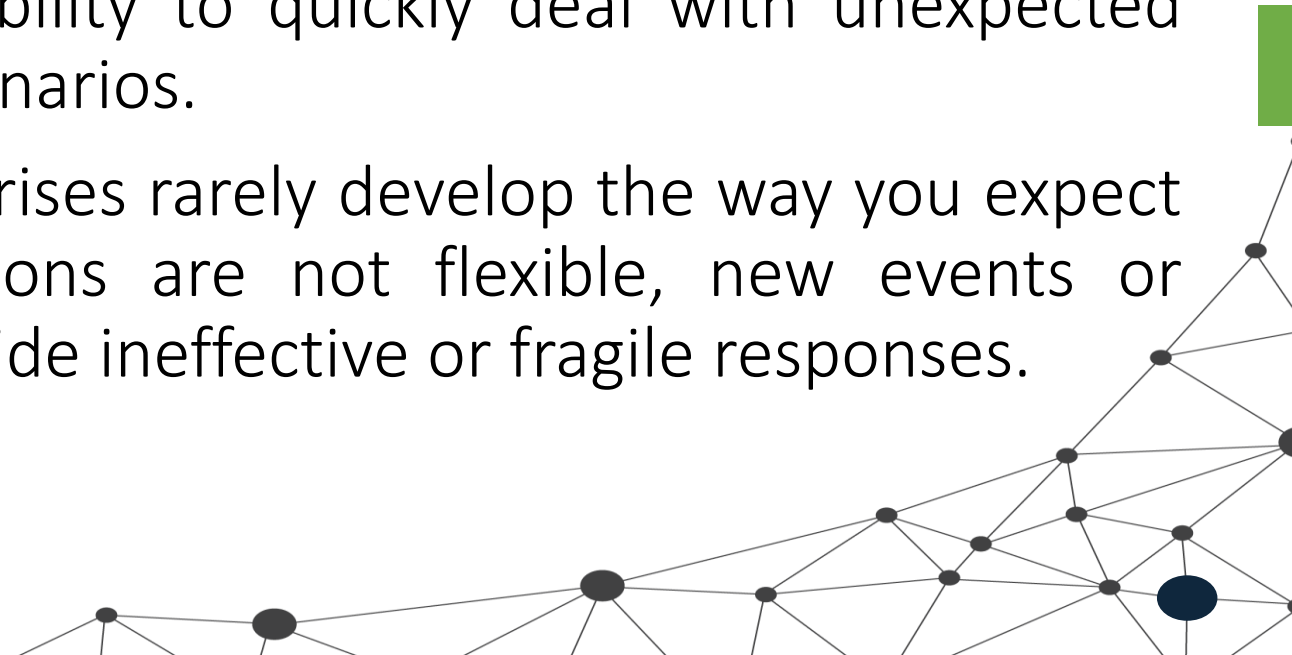 bility to quickly deal with unexpected
narios.
rises rarely develop the way you expect
ons are not flexible, new events or
ide ineffective or fragile responses.